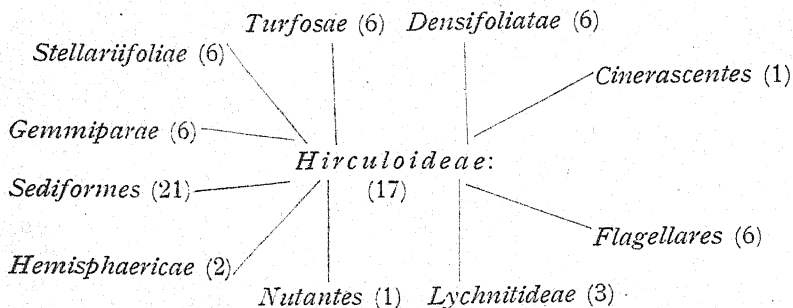 Turfosae (6) Densifoliatae (6)
Stellariifoliae (6)
Cinerascentes (1)
Gemmiparae (6)
Hirculoideae:
Sediformes (21)
(17)
Flagellares (6)
Hemisphaericae (2)
Nutantes (1) Lychnitideae (3)